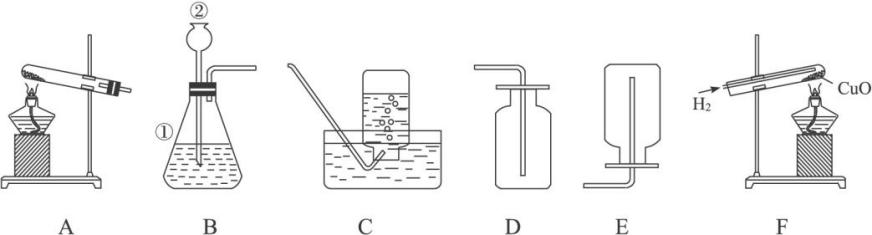 ②
①
H₂
CuO
A B C D E F